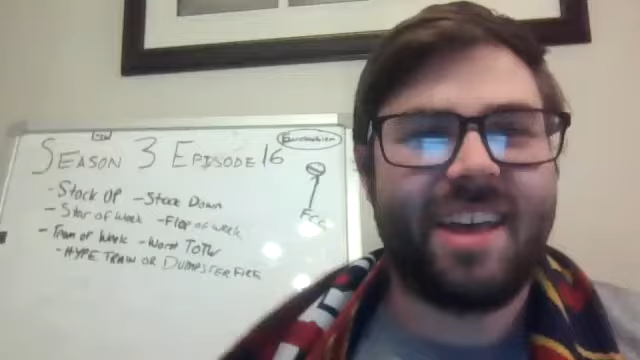 SEASON 3 EPISODE 16
- Stock UP - Stock Down
- Star of week - Flop of week
- Team of Week - Worst TOTW
- HYPE TRAIN OR DUMPSTER FIRE
FCG